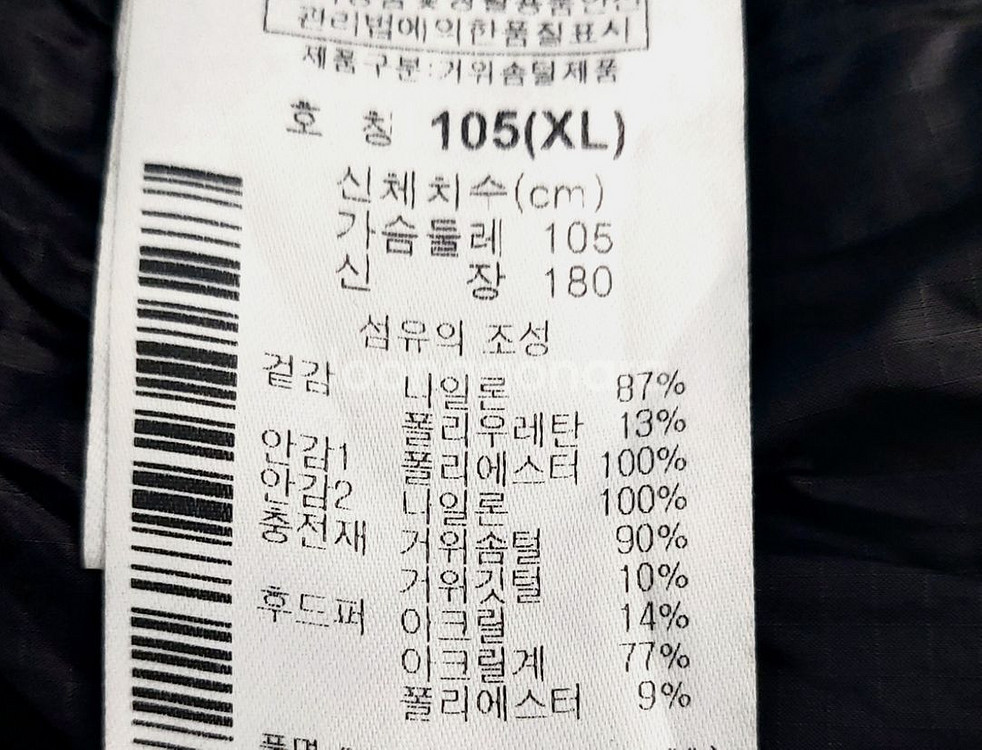 관리법에의한품질표시
제품구분:거위솜털제품
호 칭 105(XL)
신체치수(cm)
가슴둘레 105
신 장 180
섬유의 조성
겉감 나일론 87%
폴리우레탄 13%
안감1 폴리에스터 100%
안감2 나일론 100%
충전재 거위솜털 90%
거위깃털 10%
후드퍼 아크릴 14%
아크릴계 77%
폴리에스터 9%